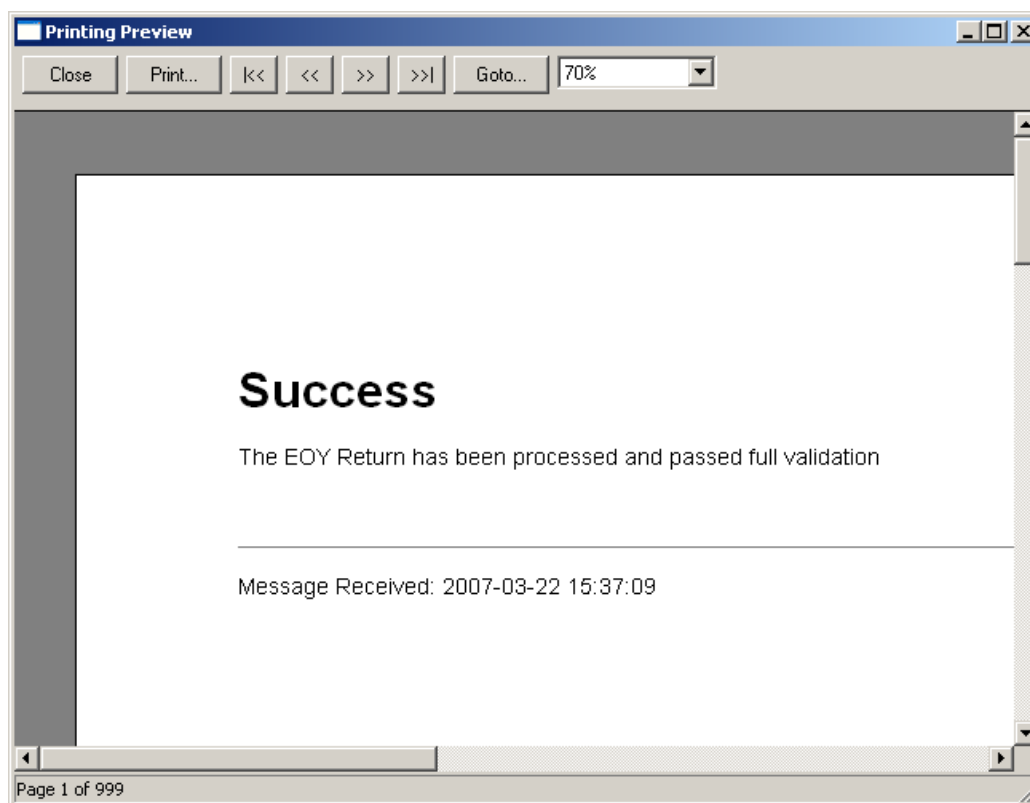 Printing Preview
Close Print... |<< << >> >>| Goto... 70%
Success
The EOY Return has been processed and passed full validation
Message Received: 2007-03-22 15:37:09
Page 1 of 999